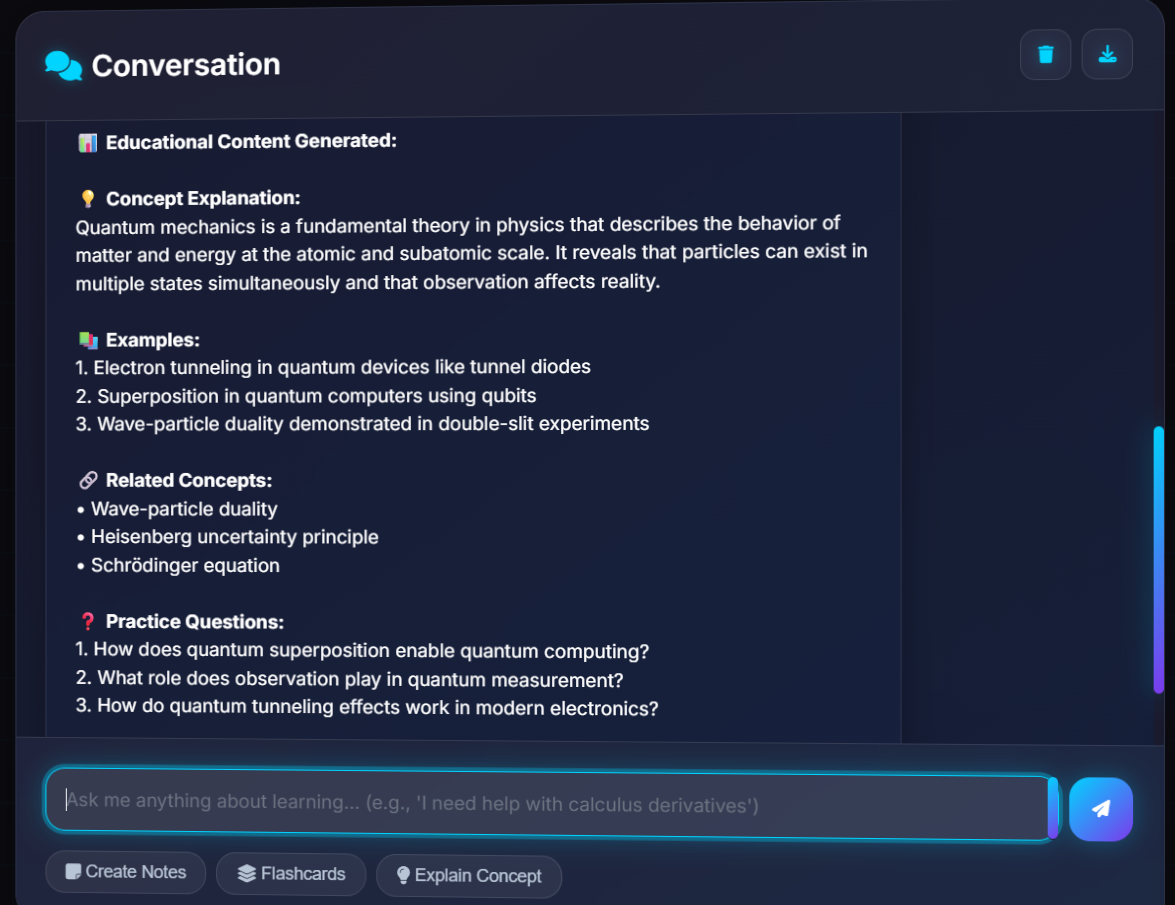 Conversation
📊 Educational Content Generated:
💡 Concept Explanation:
Quantum mechanics is a fundamental theory in physics that describes the behavior of
matter and energy at the atomic and subatomic scale. It reveals that particles can exist in
multiple states simultaneously and that observation affects reality.
📚 Examples:
1. Electron tunneling in quantum devices like tunnel diodes
2. Superposition in quantum computers using qubits
3. Wave-particle duality demonstrated in double-slit experiments
🔗 Related Concepts:
• Wave-particle duality
• Heisenberg uncertainty principle
• Schrödinger equation
❓ Practice Questions:
1. How does quantum superposition enable quantum computing?
2. What role does observation play in quantum measurement?
3. How do quantum tunneling effects work in modern electronics?
Ask me anything about learning... (e.g., 'I need help with calculus derivatives')
Create Notes
Flashcards
Explain Concept